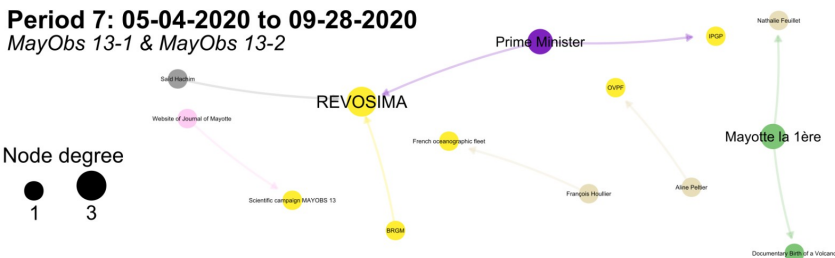 Period 7: 05-04-2020 to 09-28-2020
MayObs 13-1 & MayObs 13-2
Nathalie Feuillet
Prime Minister
IPGP
Saïd Hachim
REVOSIMA
OVPF
Website of Journal of Mayotte
Mayotte la 1ère
French oceanographic fleet
Node degree
1
3
Scientific campaign MAYOBS 13
François Houllier
Aline Peltier
BRGM
Documentary Birth of a Volcano